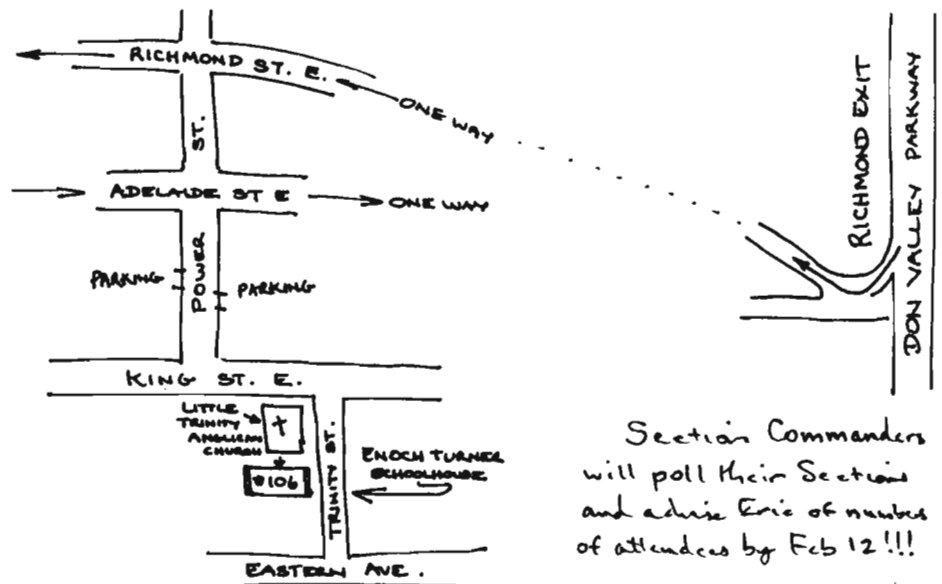 RICHMOND ST. E.
ONE WAY
ST.
POWER
ADELAIDE ST E
ONE WAY
RICHMOND EXIT
DON VALLEY PARKWAY
PARKING
PARKING
KING ST. E.
LITTLE
TRINITY
ANGLICAN
CHURCH
#106
TRINITY ST.
ENOCH TURNER
SCHOOLHOUSE
EASTERN AVE.
Section Commanders
will poll their Sections
and advise Eric of number
of attendees by Feb 12!!!